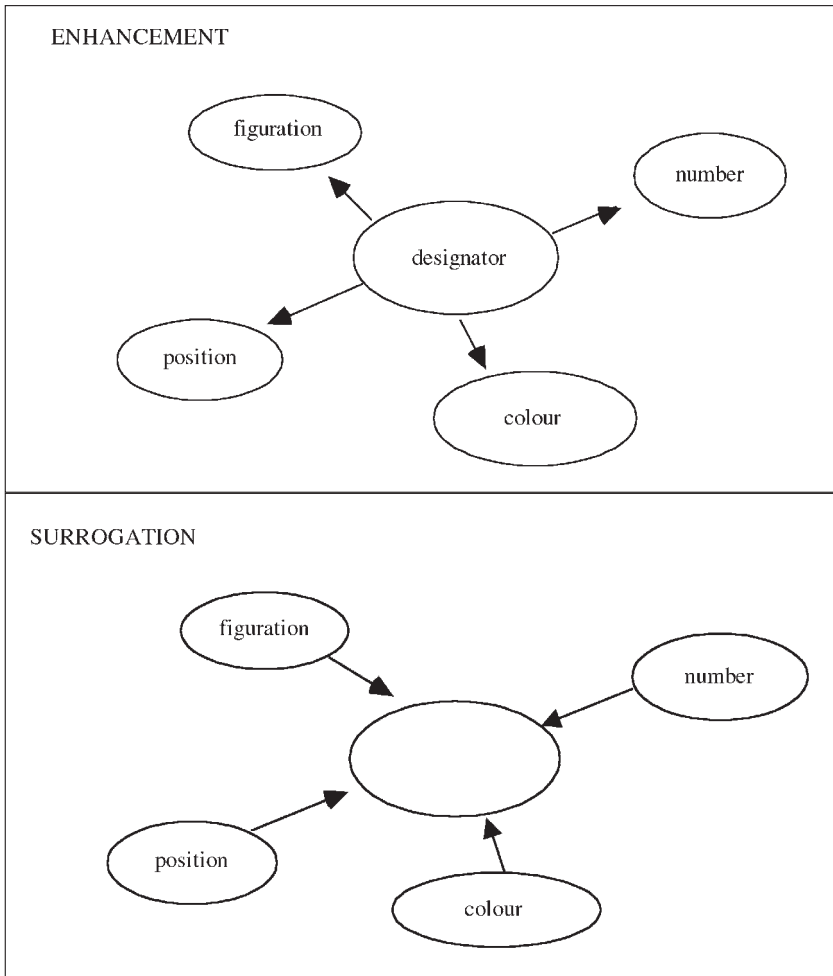 ENHANCEMENT
figuration
number
designator
position
colour
SURROGATION
figuration
number
position
colour